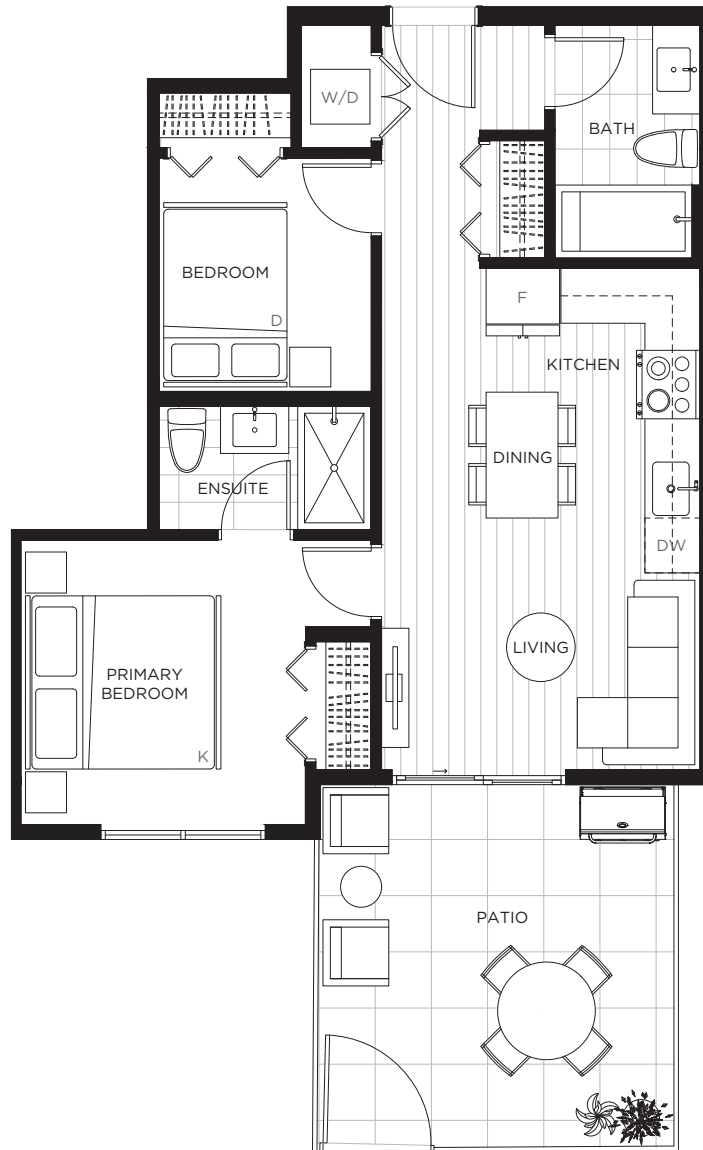 W/D
BATH
BEDROOM
D
F
KITCHEN
DINING
ENSUITE
DW
LIVING
PRIMARY
BEDROOM
K
PATIO